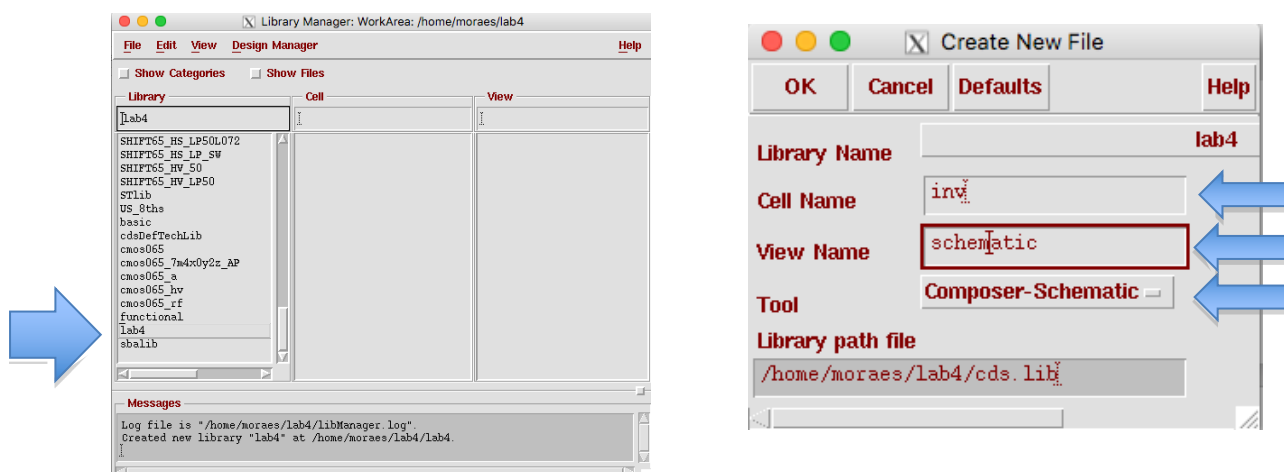 Library Manager: WorkArea: /home/moraes/lab4
File Edit View Design Manager Help
Show Categories Show Files
Library Cell View
lab4
SHIFT65_HS_LP50L072
SHIFT65_HS_LP_SW
SHIFT65_HV_50
SHIFT65_HV_LP50
STlib
US_8ths
basic
cdsDefTechLib
cmos065
cmos065_7m4x0y2z_AP
cmos065_a
cmos065_hv
cmos065_rf
functional
lab4
sbalib
Messages
Log file is "/home/moraes/lab4/libManager.log".
Created new library "lab4" at /home/moraes/lab4/lab4.
Create New File
OK Cancel Defaults Help
Library Name lab4
Cell Name inv
View Name schematic
Tool Composer-Schematic
Library path file
/home/moraes/lab4/cds.lib